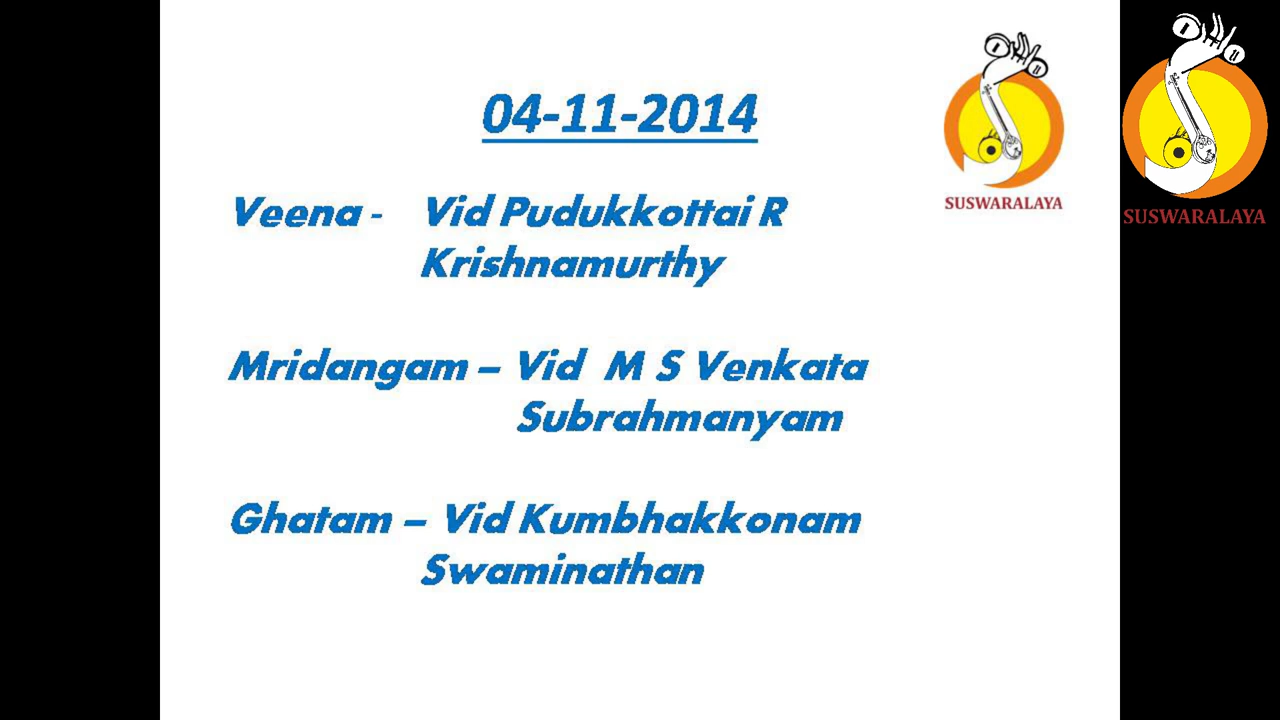 04-11-2014
Veena - Vid Pudukkottai R
Krishnamurthy
Mridangam – Vid M S Venkata
Subrahmanyam
Ghatam – Vid Kumbhakkonam
Swaminathan
SUSWARALAYA
SUSWARALAYA